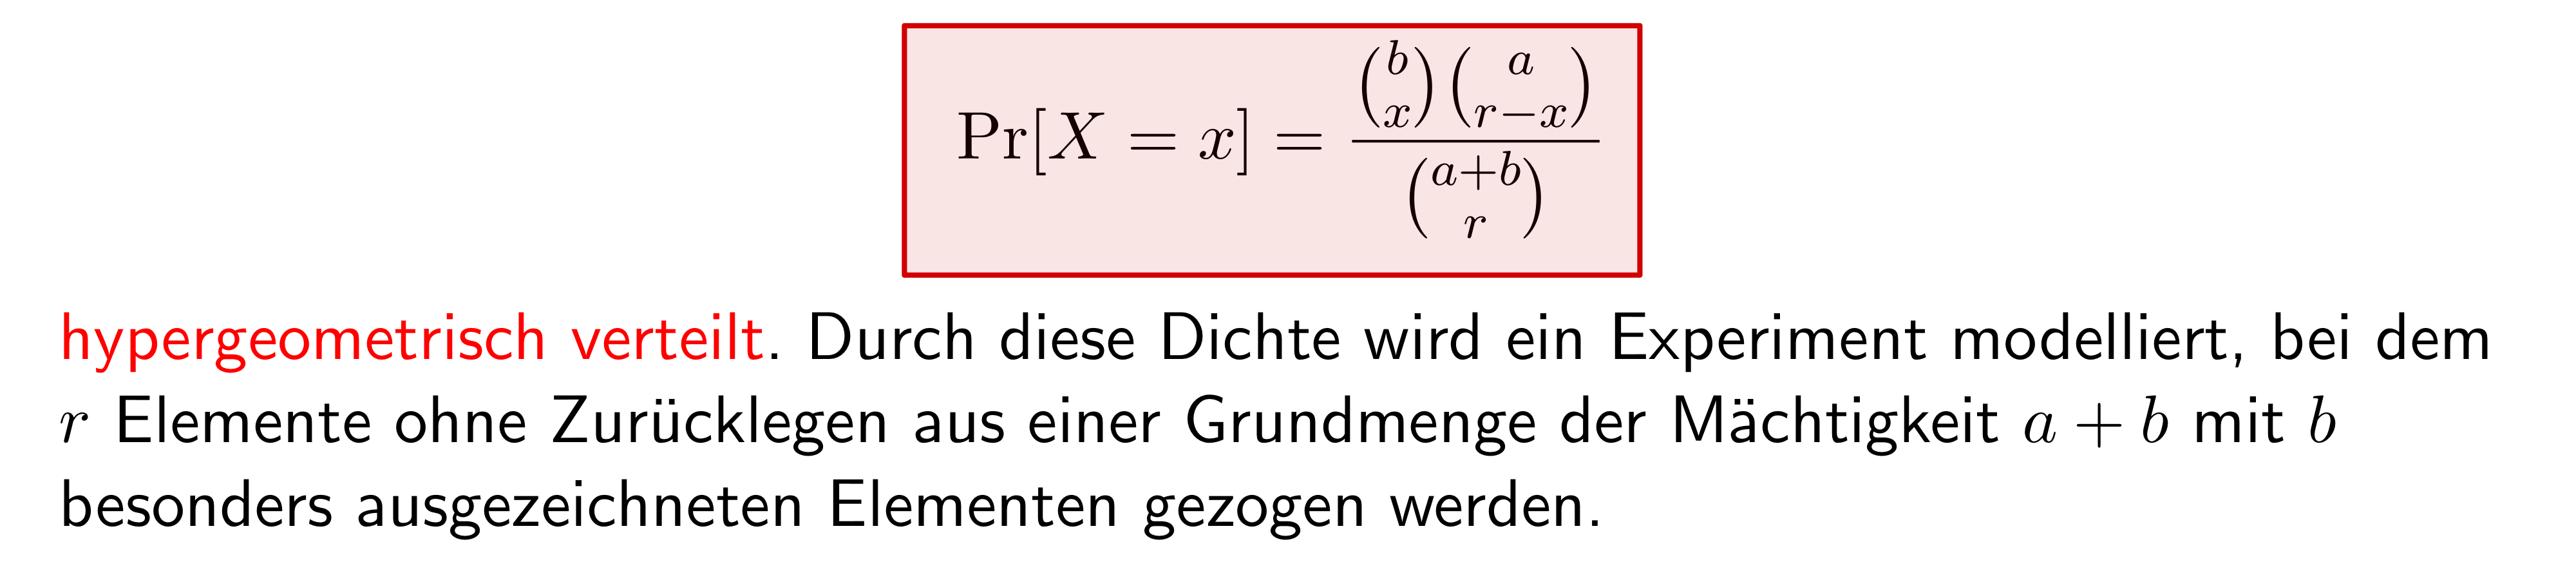 Pr[X = x] = \frac{\binom{b}{x}\binom{a}{r-x}}{\binom{a+b}{r}}
hypergeometrisch verteilt. Durch diese Dichte wird ein Experiment modelliert, bei dem
r Elemente ohne Zurücklegen aus einer Grundmenge der Mächtigkeit a + b mit b
besonders ausgezeichneten Elementen gezogen werden.